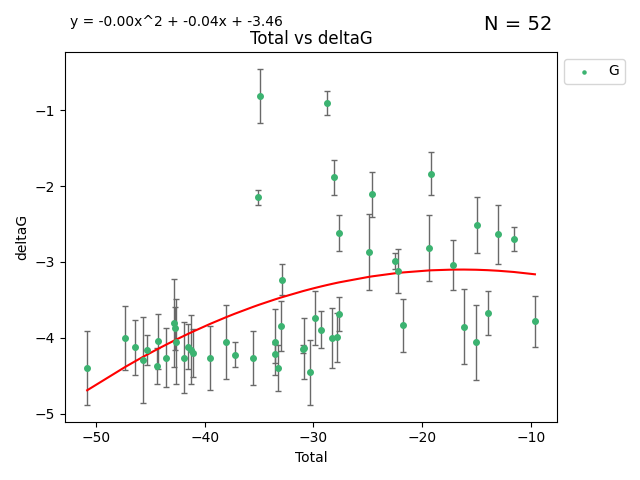 y = -0.00x^2 + -0.04x + -3.46
N = 52
Total vs deltaG
G
deltaG
−1
−2
−3
−4
−5
−50
−40
−30
−20
−10
Total